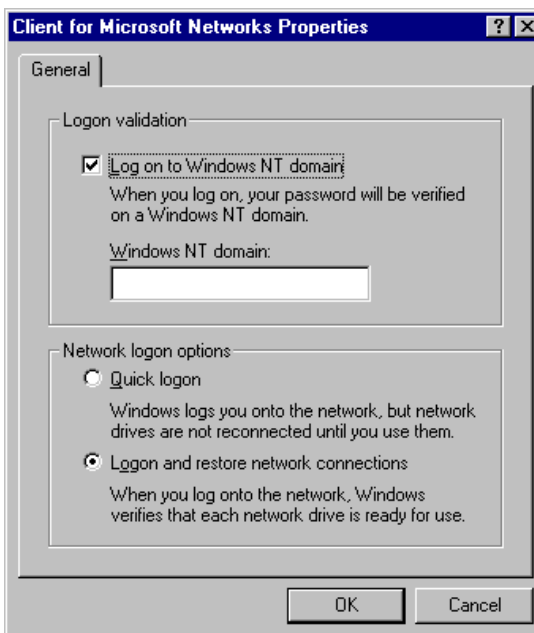 Client for Microsoft Networks Properties
General
Logon validation
Log on to Windows NT domain
When you log on, your password will be verified
on a Windows NT domain.
Windows NT domain:
Network logon options
Quick logon
Windows logs you onto the network, but network
drives are not reconnected until you use them.
Logon and restore network connections
When you log onto the network, Windows
verifies that each network drive is ready for use.
OK Cancel